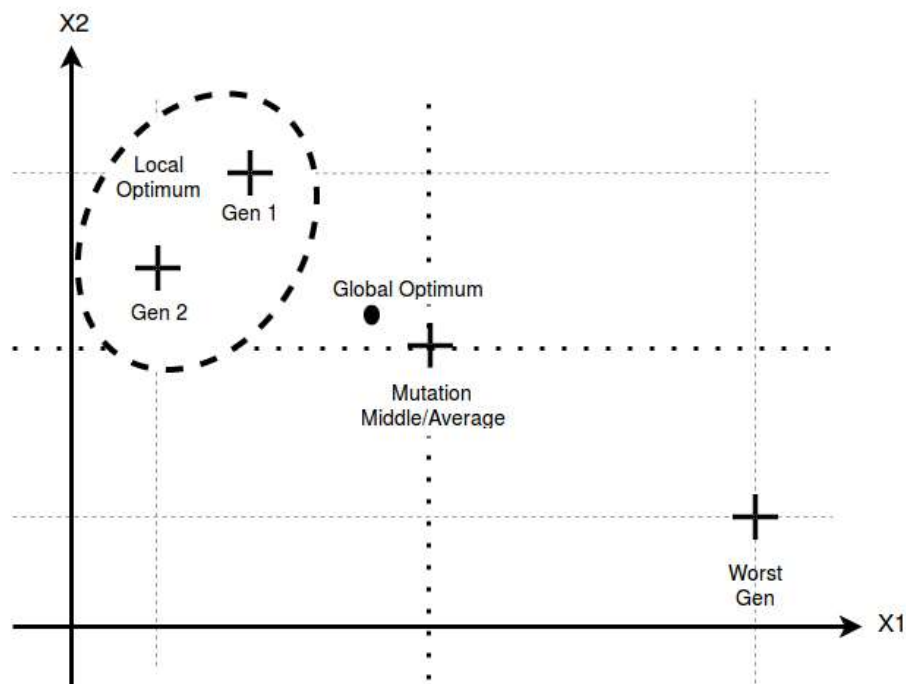 X2
Local
Optimum
Gen 1
Gen 2
Global Optimum
Mutation
Middle/Average
Worst
Gen
X1